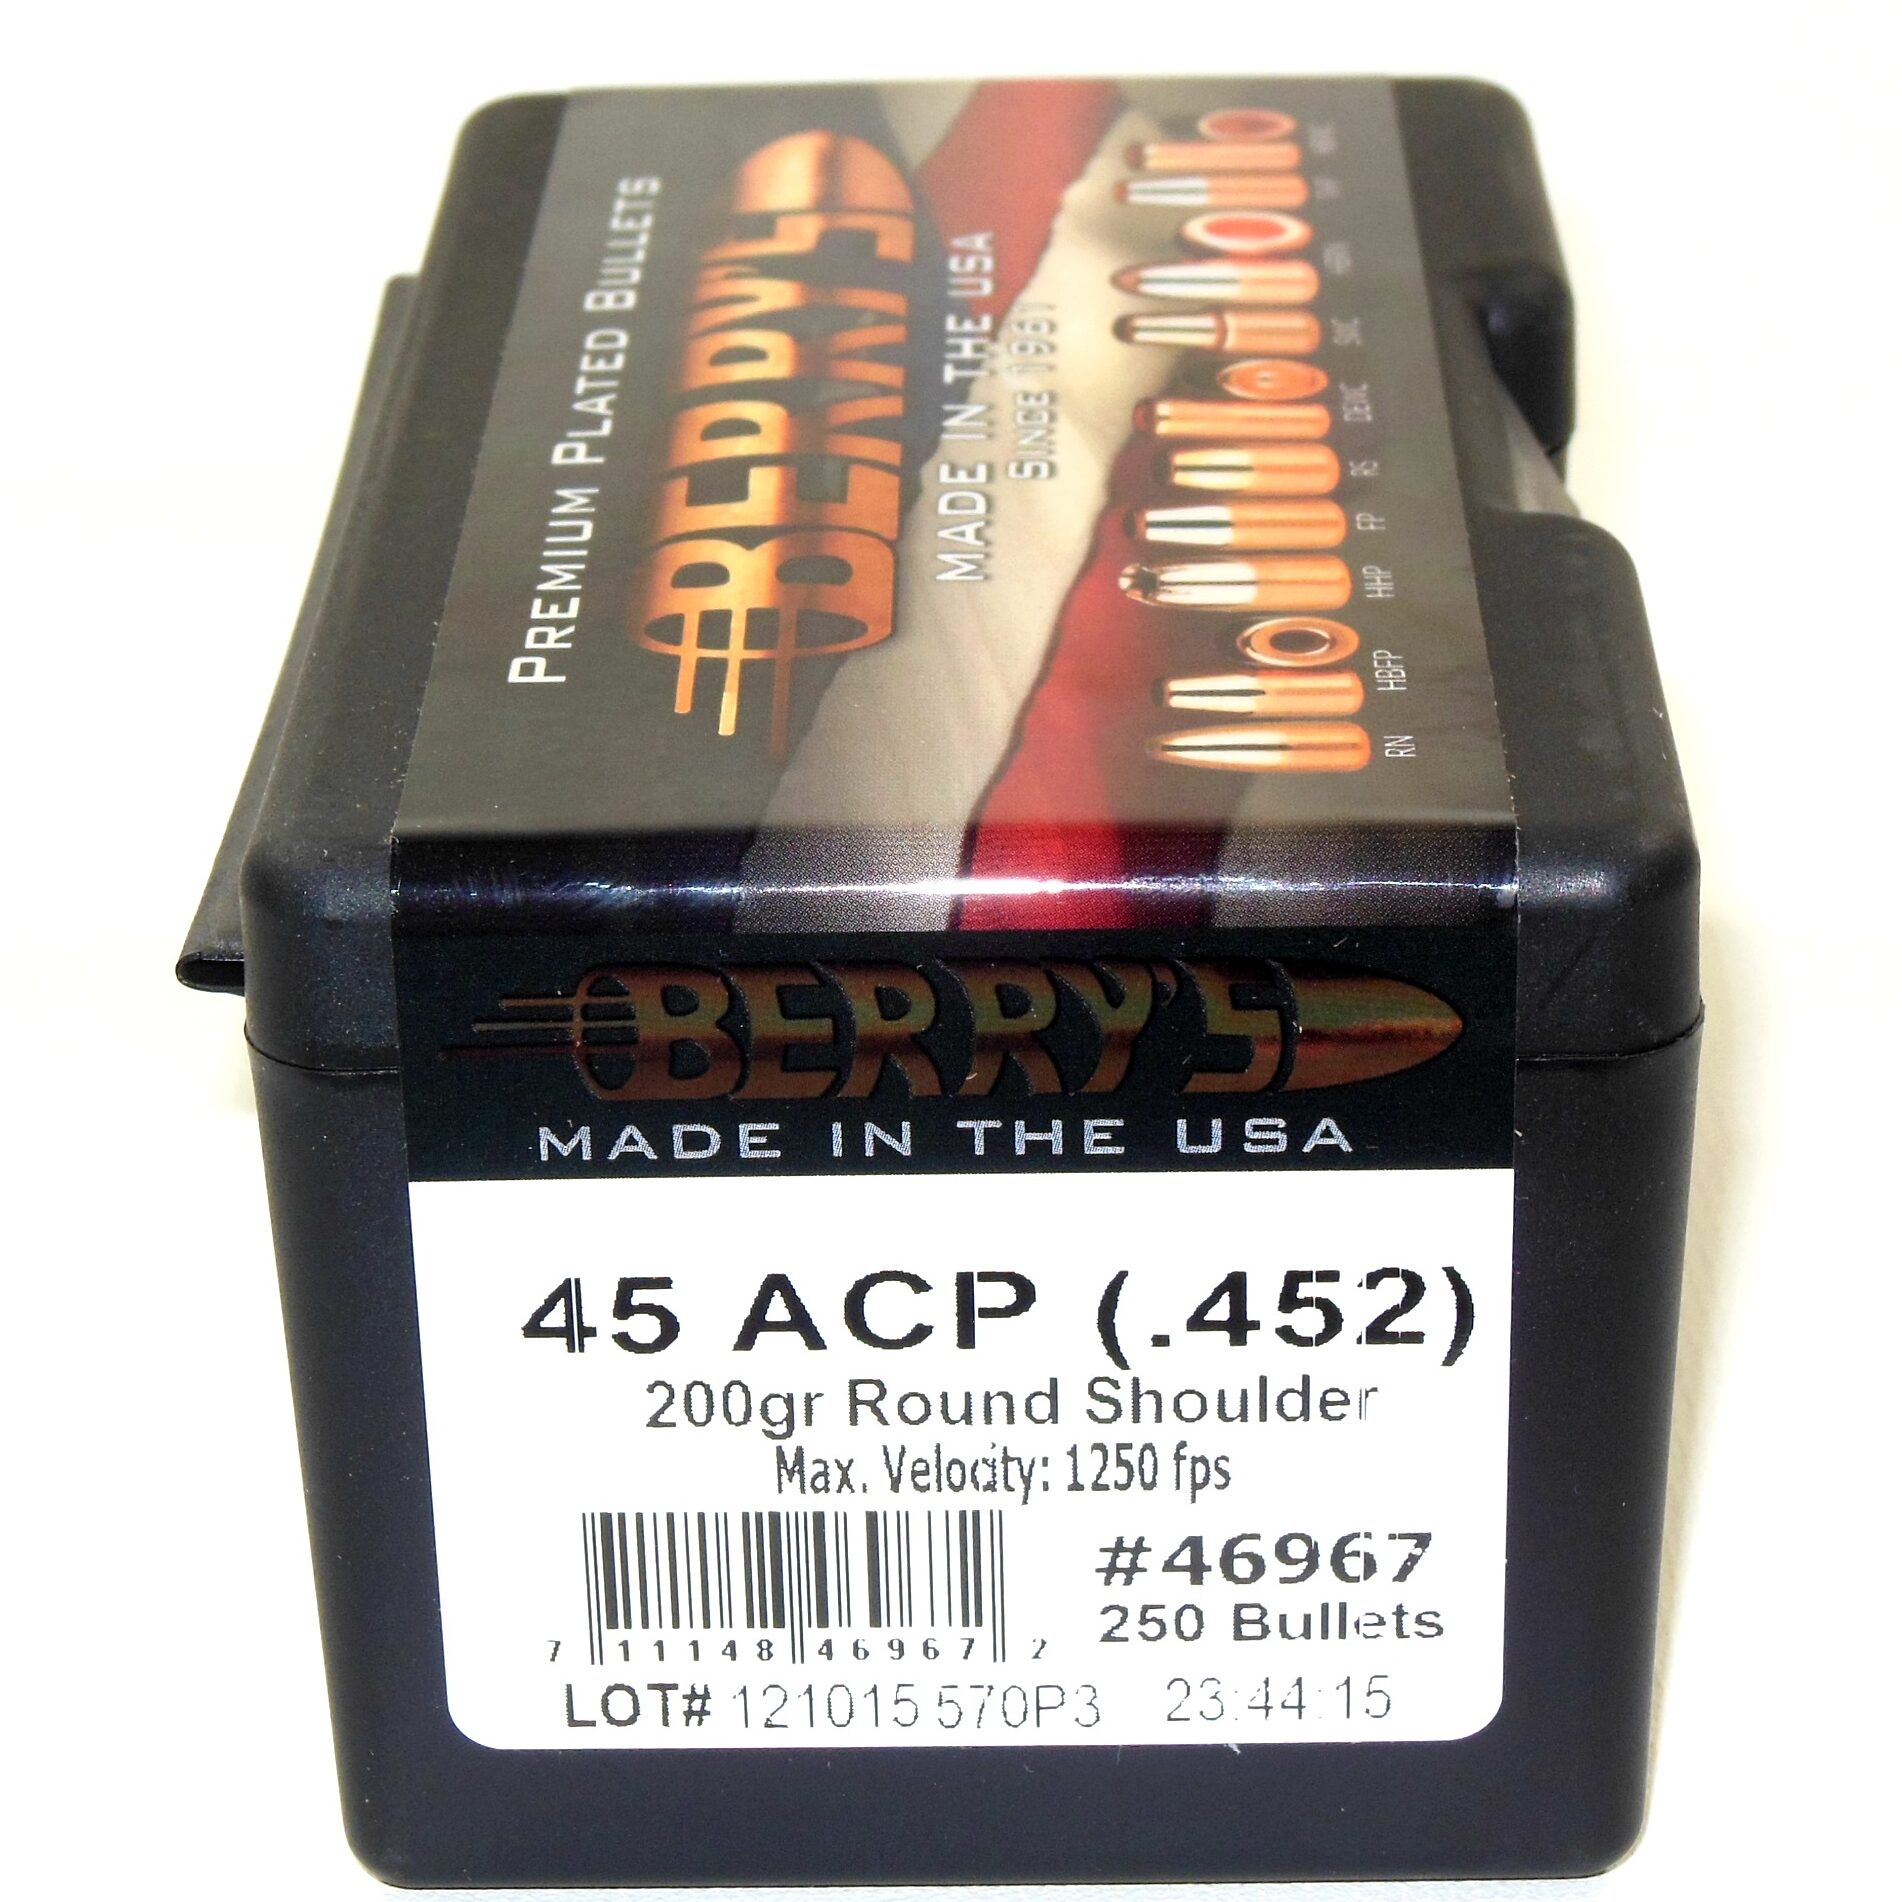 PREMIUM PLATED BULLETS
BERRY'S
MADE IN THE USA
SINCE 1961
RN HBFP HHP FP RS DEWC
BERRY'S
MADE IN THE USA
45 ACP (.452)
200gr Round Shoulder
Max. Velocity: 1250 fps
#46967
250 Bullets
7 11148 46967 2
LOT# 121015 570P3 23:44:15